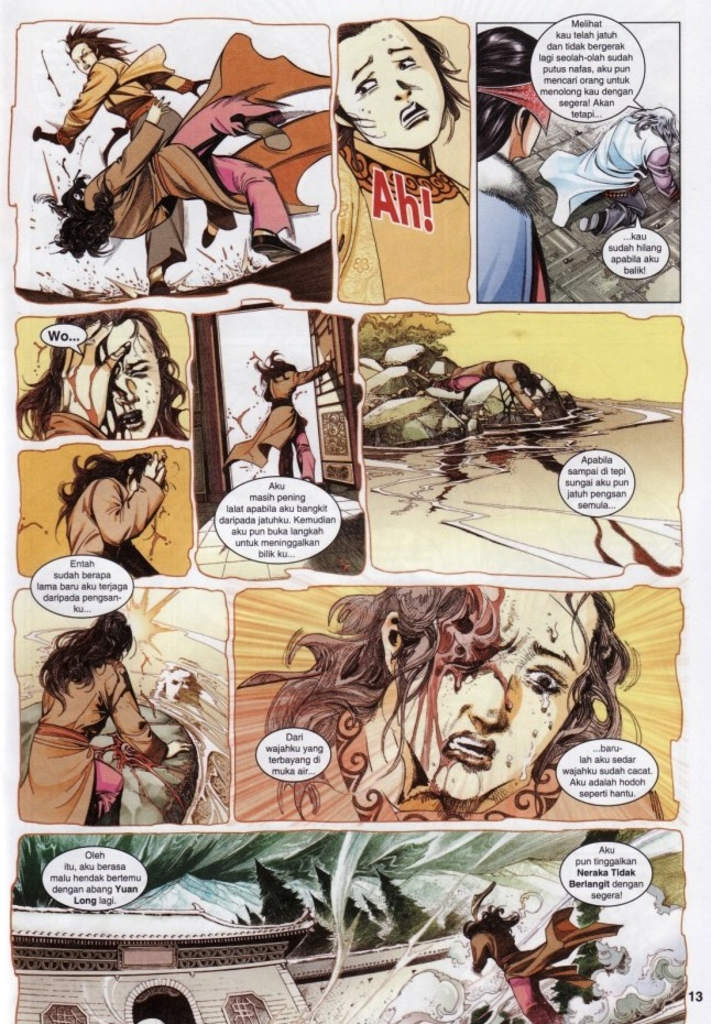 Melihat
kau telah jatuh
dan tidak bergerak
lagi seolah-olah sudah
putus nafas, aku pun
mencari orang untuk
menolong kau dengan
segera! Akan
tetapi...
Ah!
...kau
sudah hilang
apabila aku
balik!
Wo...
Aku
masih pening
lalat apabila aku bangkit
daripada jatuhku. Kemudian
aku pun buka langkah
untuk meninggalkan
bilik ku...
Apabila
sampai di tepi
sungai aku pun
jatuh pengsan
semula...
Entah
sudah berapa
lama baru aku terjaga
daripada pengsan-
ku...
Dari
wajahku yang
terbayang di
muka air...
...baru-
lah aku sedar
wajahku sudah cacat.
Aku adalah hodoh
seperti hantu.
Oleh
itu, aku berasa
malu hendak bertemu
dengan abang Yuan
Long lagi.
Aku
pun tinggalkan
Neraka Tidak
Berlangit dengan
segera!
13